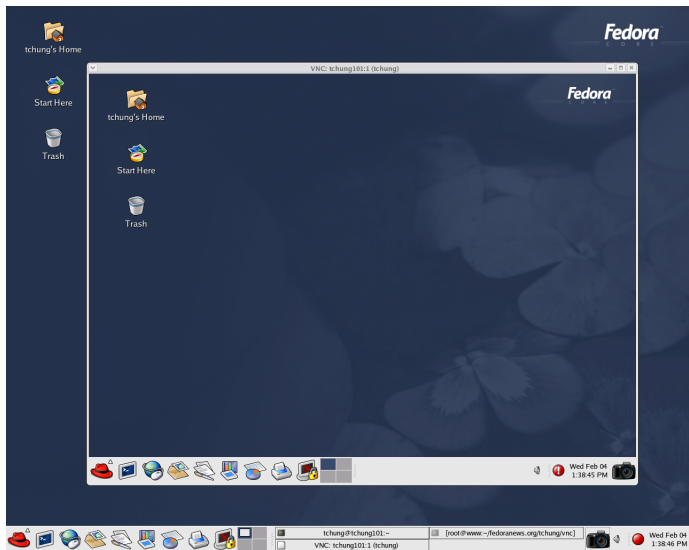 Fedora
CORE
tchung's Home
Start Here
Trash
VNC: tchung101:1 (tchung)
Fedora
CORE
tchung's Home
Start Here
Trash
Wed Feb 04
1:38:45 PM
tchung@tchung101:~
[root@www:~/fedoranews.org/tchung/vnc]
VNC: tchung101:1 (tchung)
Wed Feb 04
1:38:46 PM